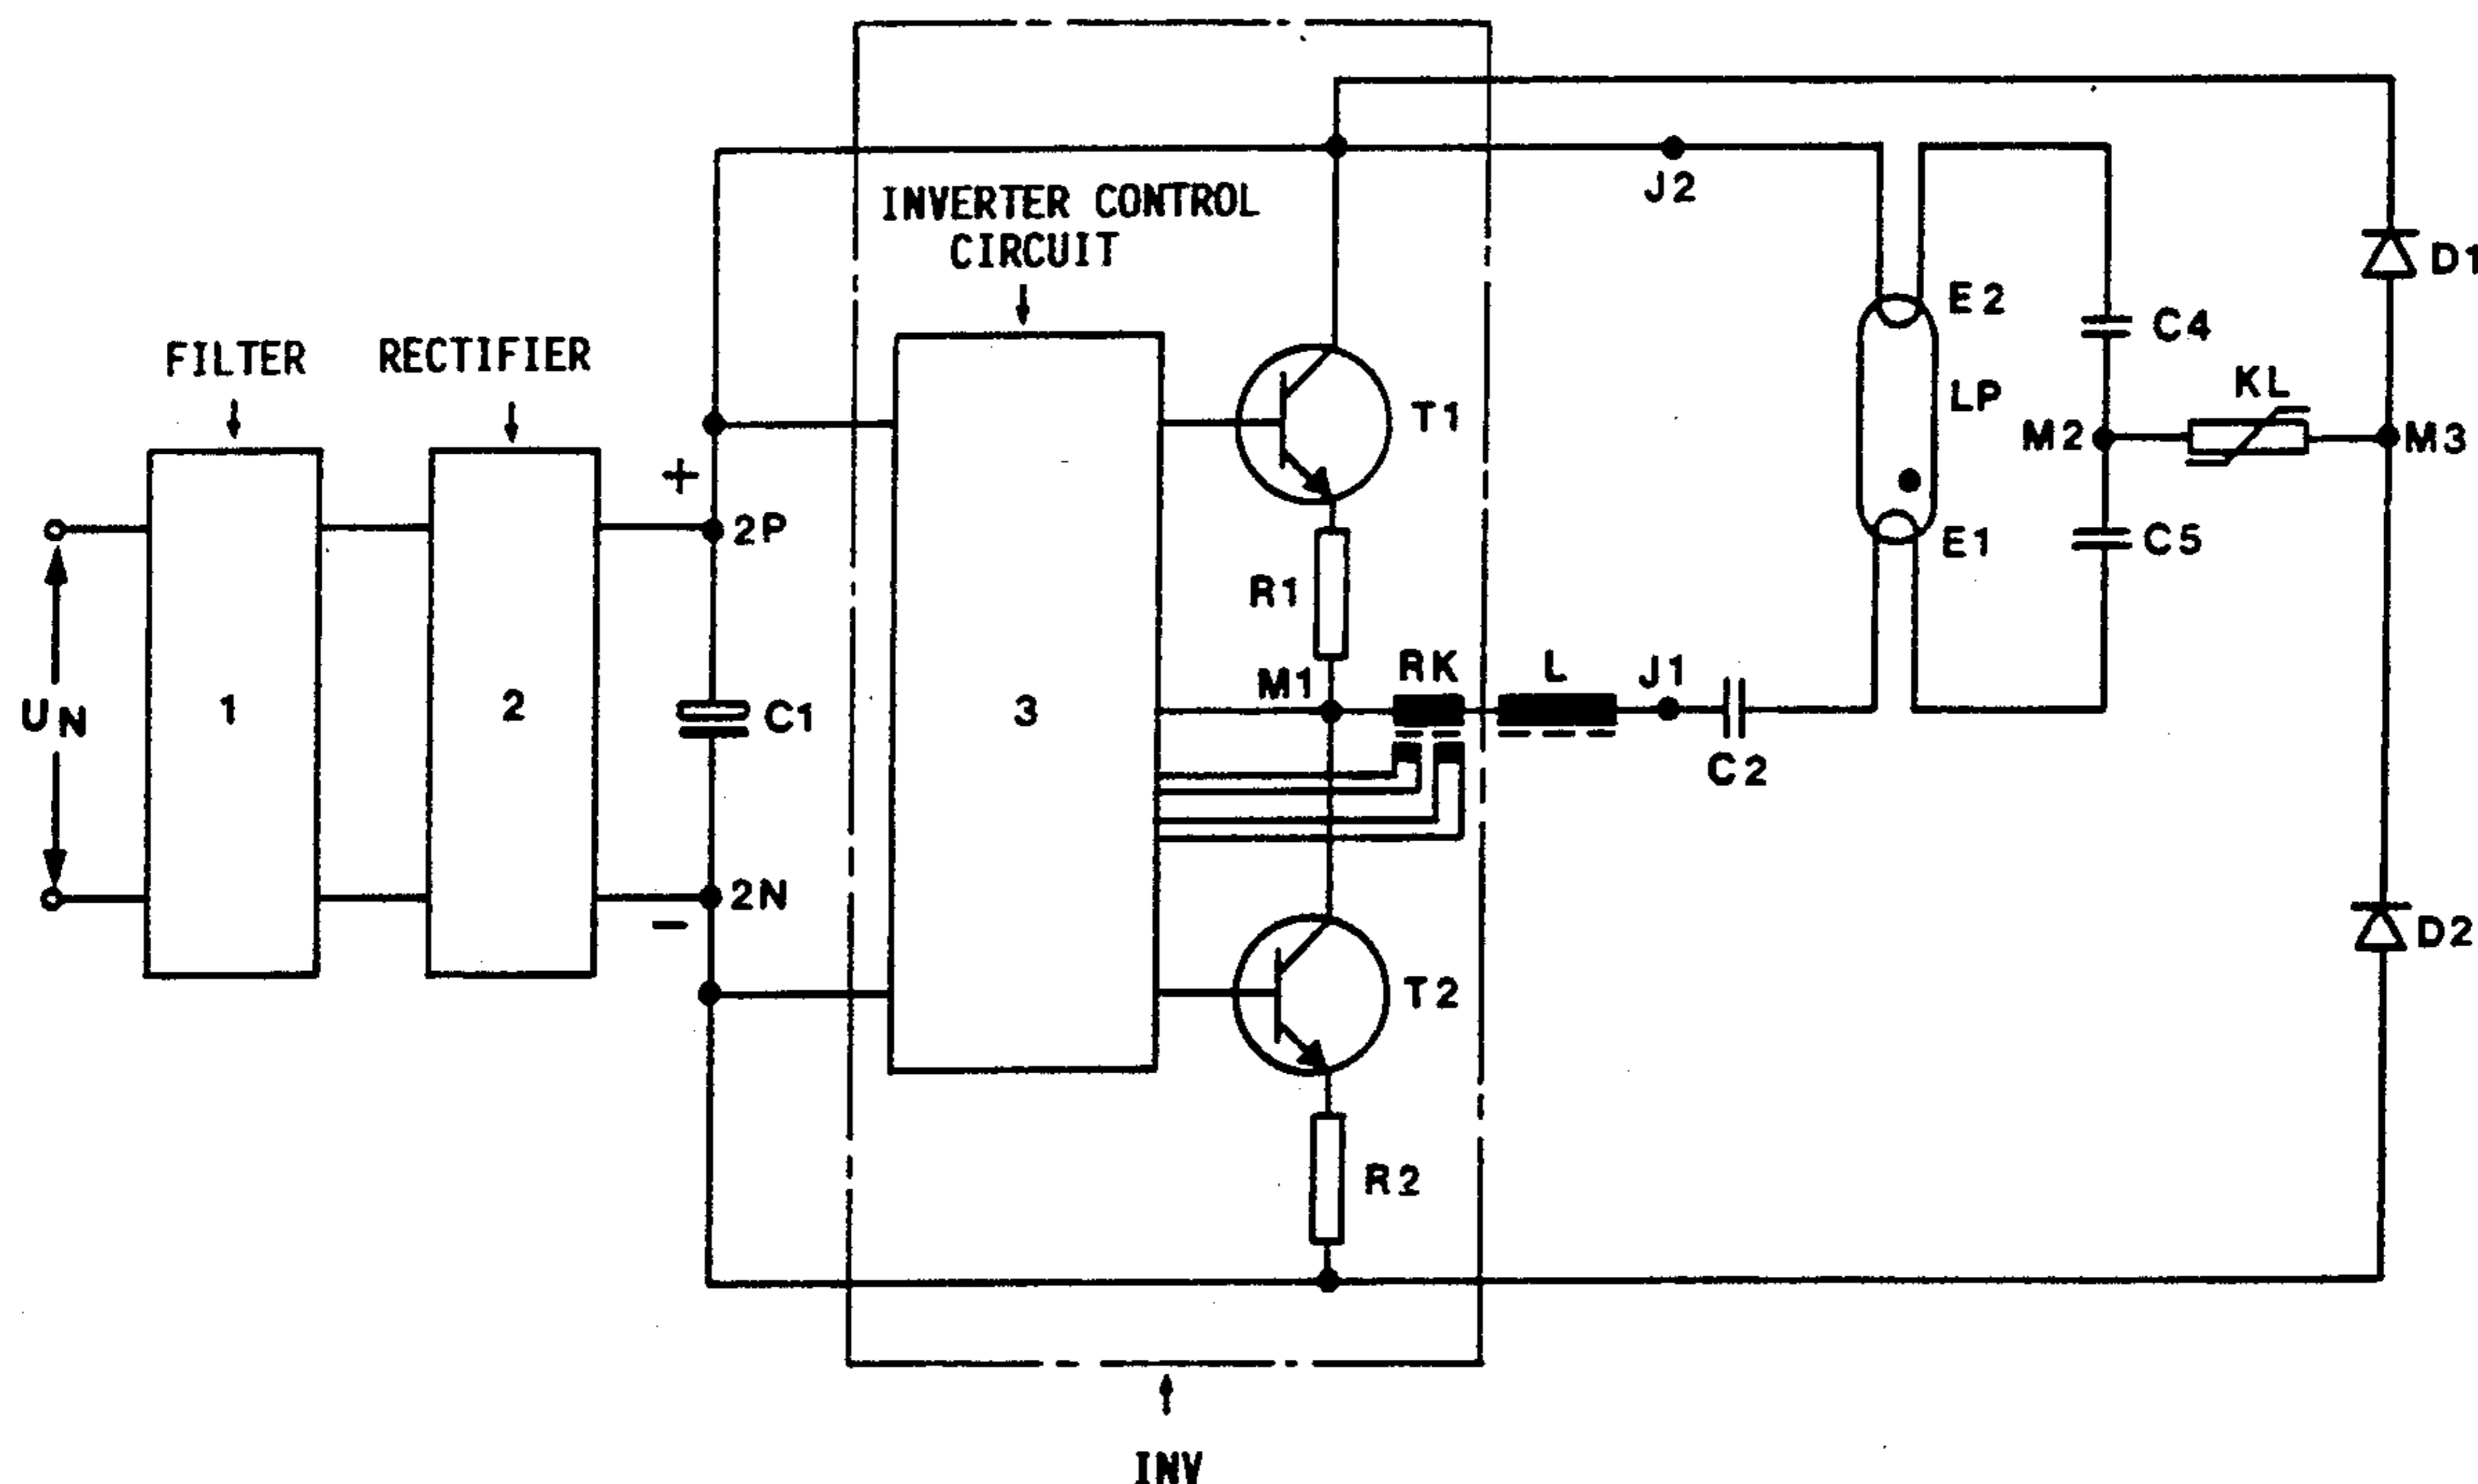 INVERTER CONTROL
CIRCUIT
J2
D1
E2
C4
FILTER
RECTIFIER
T1
LP
KL
M2
M3
+
2P
E1
C5
R1
UN
1
2
C1
3
M1
RK
L
J1
C2
2N
−
T2
D2
R2
INV